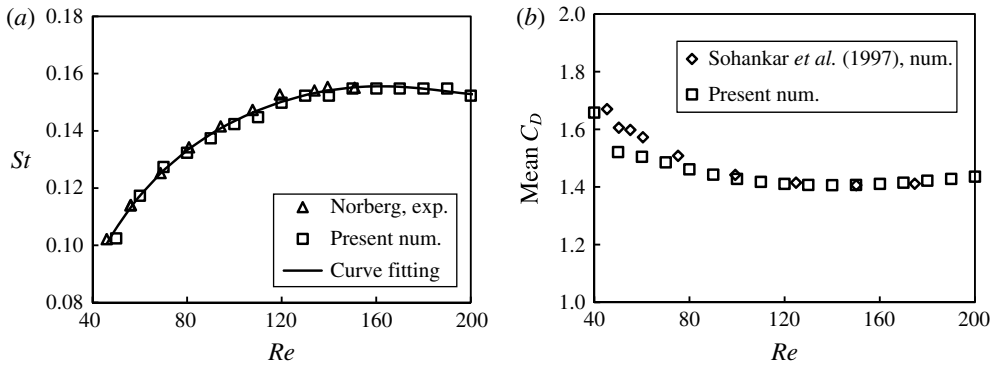 (a)
0.18
0.16
0.14
0.12
0.10
0.08
St
40
80
120
160
200
Re
Norberg, exp.
Present num.
Curve fitting
(b)
2.0
1.8
1.6
1.4
1.2
1.0
Mean C_D
40
80
120
160
200
Re
Sohankar et al. (1997), num.
Present num.